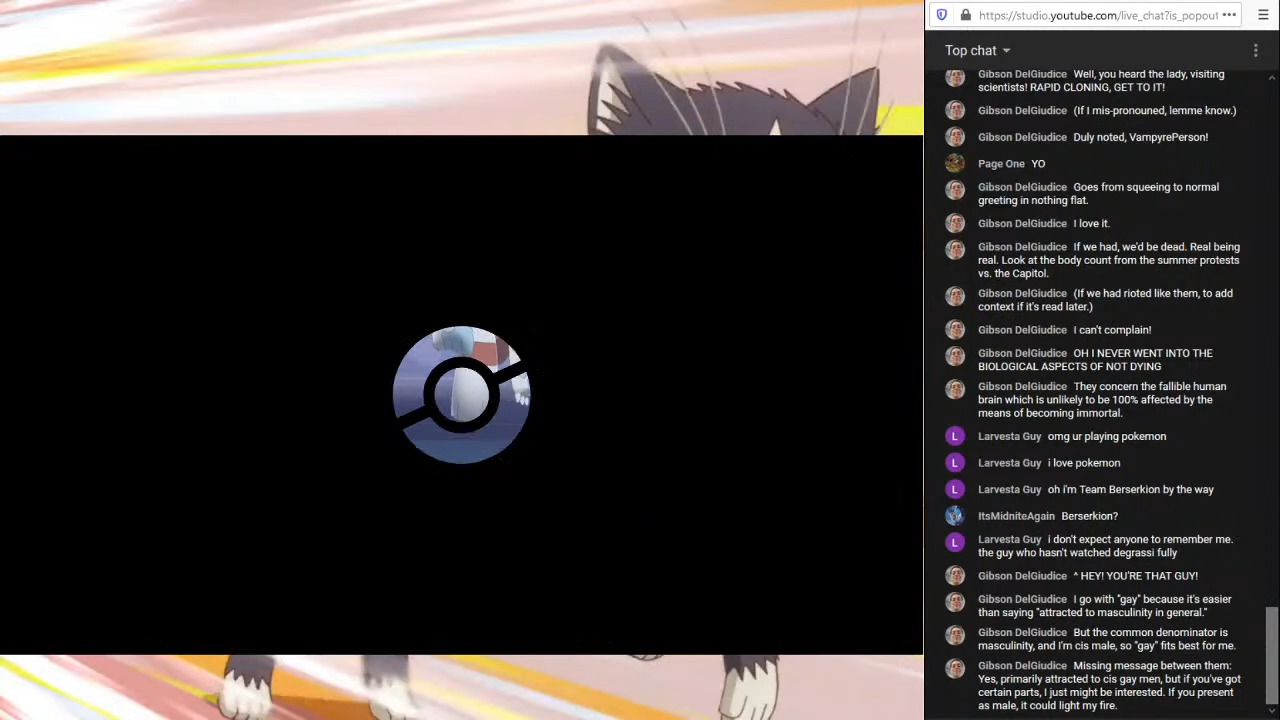 https://studio.youtube.com/live_chat?is_popout
Top chat
Gibson DelGiudice Well, you heard the lady, visiting
scientists! RAPID CLONING, GET TO IT!
Gibson DelGiudice (If I mis-pronounced, lemme know.)
Gibson DelGiudice Duly noted, VampyrePerson!
Page One YO
Gibson DelGiudice Goes from squeeing to normal
greeting in nothing flat.
Gibson DelGiudice I love it.
Gibson DelGiudice If we had, we'd be dead. Real being
real. Look at the body count from the summer protests
vs. the Capitol.
Gibson DelGiudice (If we had rioted like them, to add
context if it's read later.)
Gibson DelGiudice I can't complain!
Gibson DelGiudice OH I NEVER WENT INTO THE
BIOLOGICAL ASPECTS OF NOT DYING
Gibson DelGiudice They concern the fallible human
brain which is unlikely to be 100% affected by the
means of becoming immortal.
L Larvesta Guy omg ur playing pokemon
L Larvesta Guy i love pokemon
L Larvesta Guy oh i'm Team Berserkion by the way
ItsMidniteAgain Berserkion?
L Larvesta Guy i don't expect anyone to remember me.
the guy who hasn't watched degrassi fully
Gibson DelGiudice ^ HEY! YOU'RE THAT GUY!
Gibson DelGiudice I go with "gay" because it's easier
than saying "attracted to masculinity in general."
Gibson DelGiudice But the common denominator is
masculinity, and I'm cis male, so "gay" fits best for me.
Gibson DelGiudice Missing message between them:
Yes, primarily attracted to cis gay men, but if you've got
certain parts, I just might be interested. If you present
as male, it could light my fire.